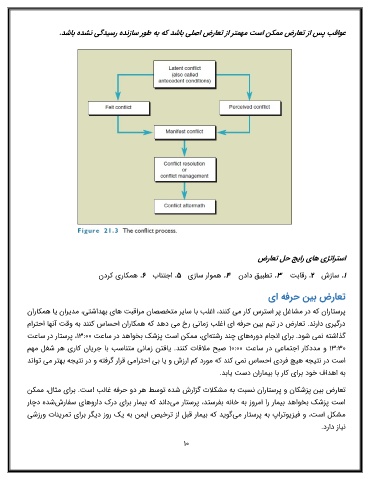 عواقب پس از تعارض ممکن است مهمتر از تعارض اصلی باشد که به طور سازنده رسیدگی نشده باشد.
Latent conflict
(also called
antecedent conditions)
Felt conflict
Perceived conflict
Manifest conflict
Conflict resolution
or
conflict management
Conflict aftermath
Figure 21.3 The conflict process.
استراتژی های رایج حل تعارض
۱. سازش ۲. رقابت ۳. تطبیق دادن ۴. هموار سازی ۵. اجتناب ۶. همکاری کردن
تعارض بین حرفه ای
پرستاران که در مشاغل پر استرس کار می کنند، اغلب با سایر متخصصان مراقبت های بهداشتی، مدیران یا همکاران
درگیری دارند. تعارض در تیم بین حرفه ای اغلب زمانی رخ می دهد که همکاران احساس کنند به وقت آنها احترام
گذاشته نمی شود. برای انجام دوره‌های چند رشته‌ای، ممکن است پزشک بخواهد در ساعت ۱۳:۰۰، پرستار در ساعت
۱۳:۳۰ و مددکار اجتماعی در ساعت ۱۰:۰۰ صبح ملاقات کنند. یافتن زمانی متناسب با جریان کاری هر شغل مهم
است در نتیجه هیچ فردی احساس نمی کند که مورد کم ارزش و یا بی احترامی قرار گرفته و در نتیجه بهتر می تواند
به اهداف خود برای کار با بیماران دست یابد.
تعارض بین پزشکان و پرستاران نسبت به مشکلات گزارش شده توسط هر دو حرفه غالب است. برای مثال، ممکن
است پزشک بخواهد بیمار را امروز به خانه بفرستد، پرستار می‌داند که بیمار برای درک داروهای سفارش‌شده دچار
مشکل است، و فیزیوتراپ به پرستار می‌گوید که بیمار قبل از ترخیص ایمن به یک روز دیگر برای تمرینات ورزشی
نیاز دارد.
۱۰